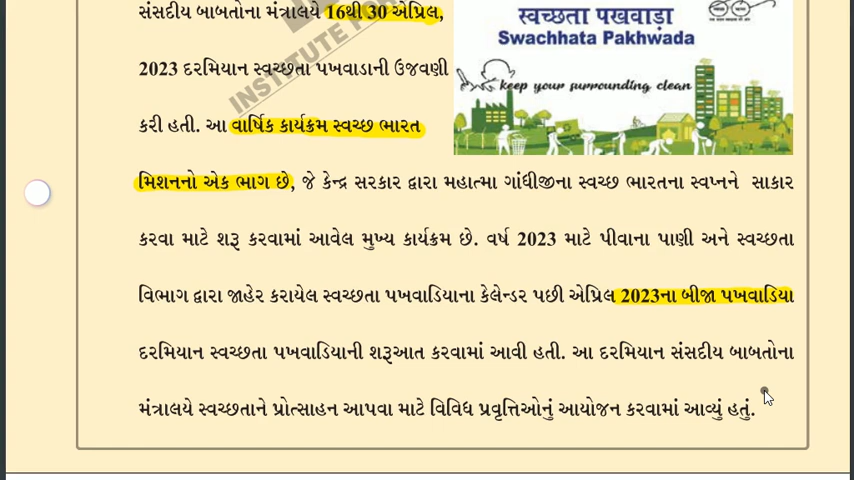 સંસદીય બાબતોના મંત્રાલયે 16થી 30 એપ્રિલ,
स्वच्छता पखवाड़ा
Swachhata Pakhwada
2023 દરમિયાન સ્વચ્છતા પખવાડાની ઉજવણી
keep your surrounding clean
INSTITUTE
કરી હતી. આ વાર્ષિક કાર્યક્રમ સ્વચ્છ ભારત
મિશનનો એક ભાગ છે, જે કેન્દ્ર સરકાર દ્વારા મહાત્મા ગાંધીજીના સ્વચ્છ ભારતના સ્વપ્નને સાકાર
કરવા માટે શરૂ કરવામાં આવેલ મુખ્ય કાર્યક્રમ છે. વર્ષ 2023 માટે પીવાના પાણી અને સ્વચ્છતા
વિભાગ દ્વારા જાહેર કરાયેલ સ્વચ્છતા પખવાડિયાના કેલેન્ડર પછી એપ્રિલ 2023ના બીજા પખવાડિયા
દરમિયાન સ્વચ્છતા પખવાડિયાની શરૂઆત કરવામાં આવી હતી. આ દરમિયાન સંસદીય બાબતોના
મંત્રાલયે સ્વચ્છતાને પ્રોત્સાહન આપવા માટે વિવિધ પ્રવૃત્તિઓનું આયોજન કરવામાં આવ્યું હતું.